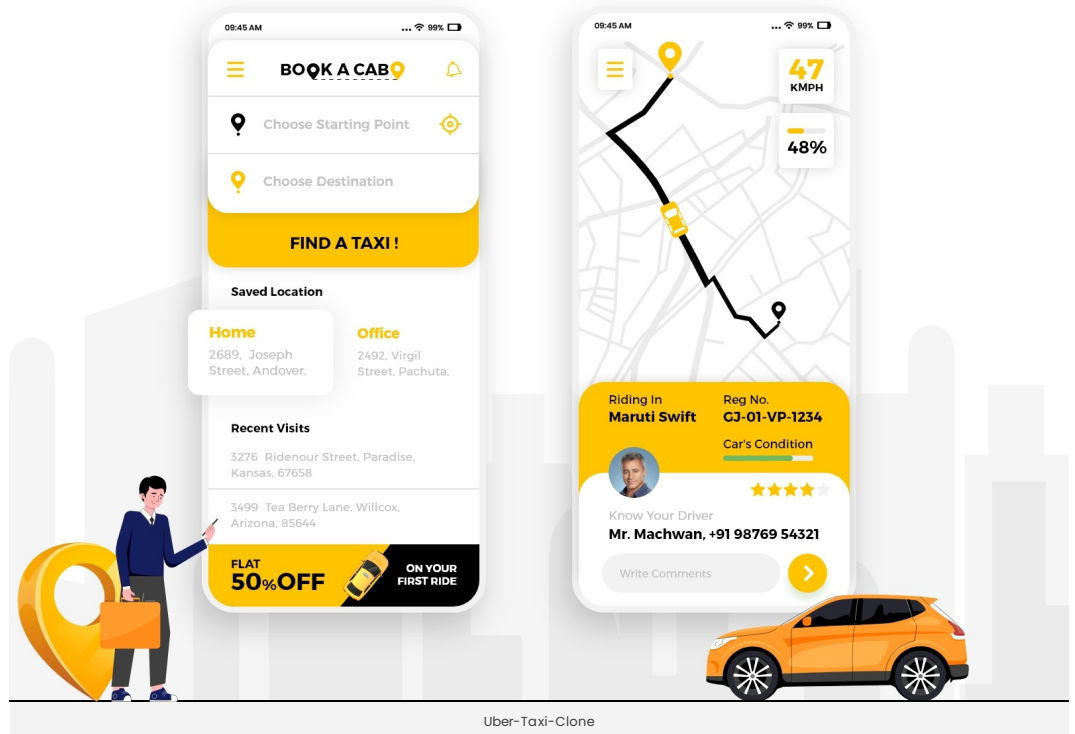 09:45 AM
... 99%
BOOK A CAB
Choose Starting Point
Choose Destination
FIND A TAXI !
Saved Location
Home
2689, Joseph
Street, Andover,
Office
2492, Virgil
Street, Pachuta,
Recent Visits
3276 Ridenour Street, Paradise,
Kansas, 67658
3499 Tea Berry Lane, Willcox,
Arizona, 85644
FLAT
50%OFF
ON YOUR
FIRST RIDE
09:45 AM
... 99%
47
KMPH
48%
Riding In
Maruti Swift
Reg No.
GJ-01-VP-1234
Car's Condition
Know Your Driver
Mr. Machwan, +91 98769 54321
Write Comments
Uber-Taxi-Clone